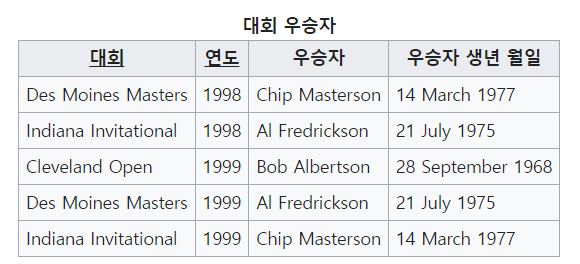 대회 우승자
대회 연도 우승자 우승자 생년 월일
Des Moines Masters 1998 Chip Masterson 14 March 1977
Indiana Invitational 1998 Al Fredrickson 21 July 1975
Cleveland Open 1999 Bob Albertson 28 September 1968
Des Moines Masters 1999 Al Fredrickson 21 July 1975
Indiana Invitational 1999 Chip Masterson 14 March 1977